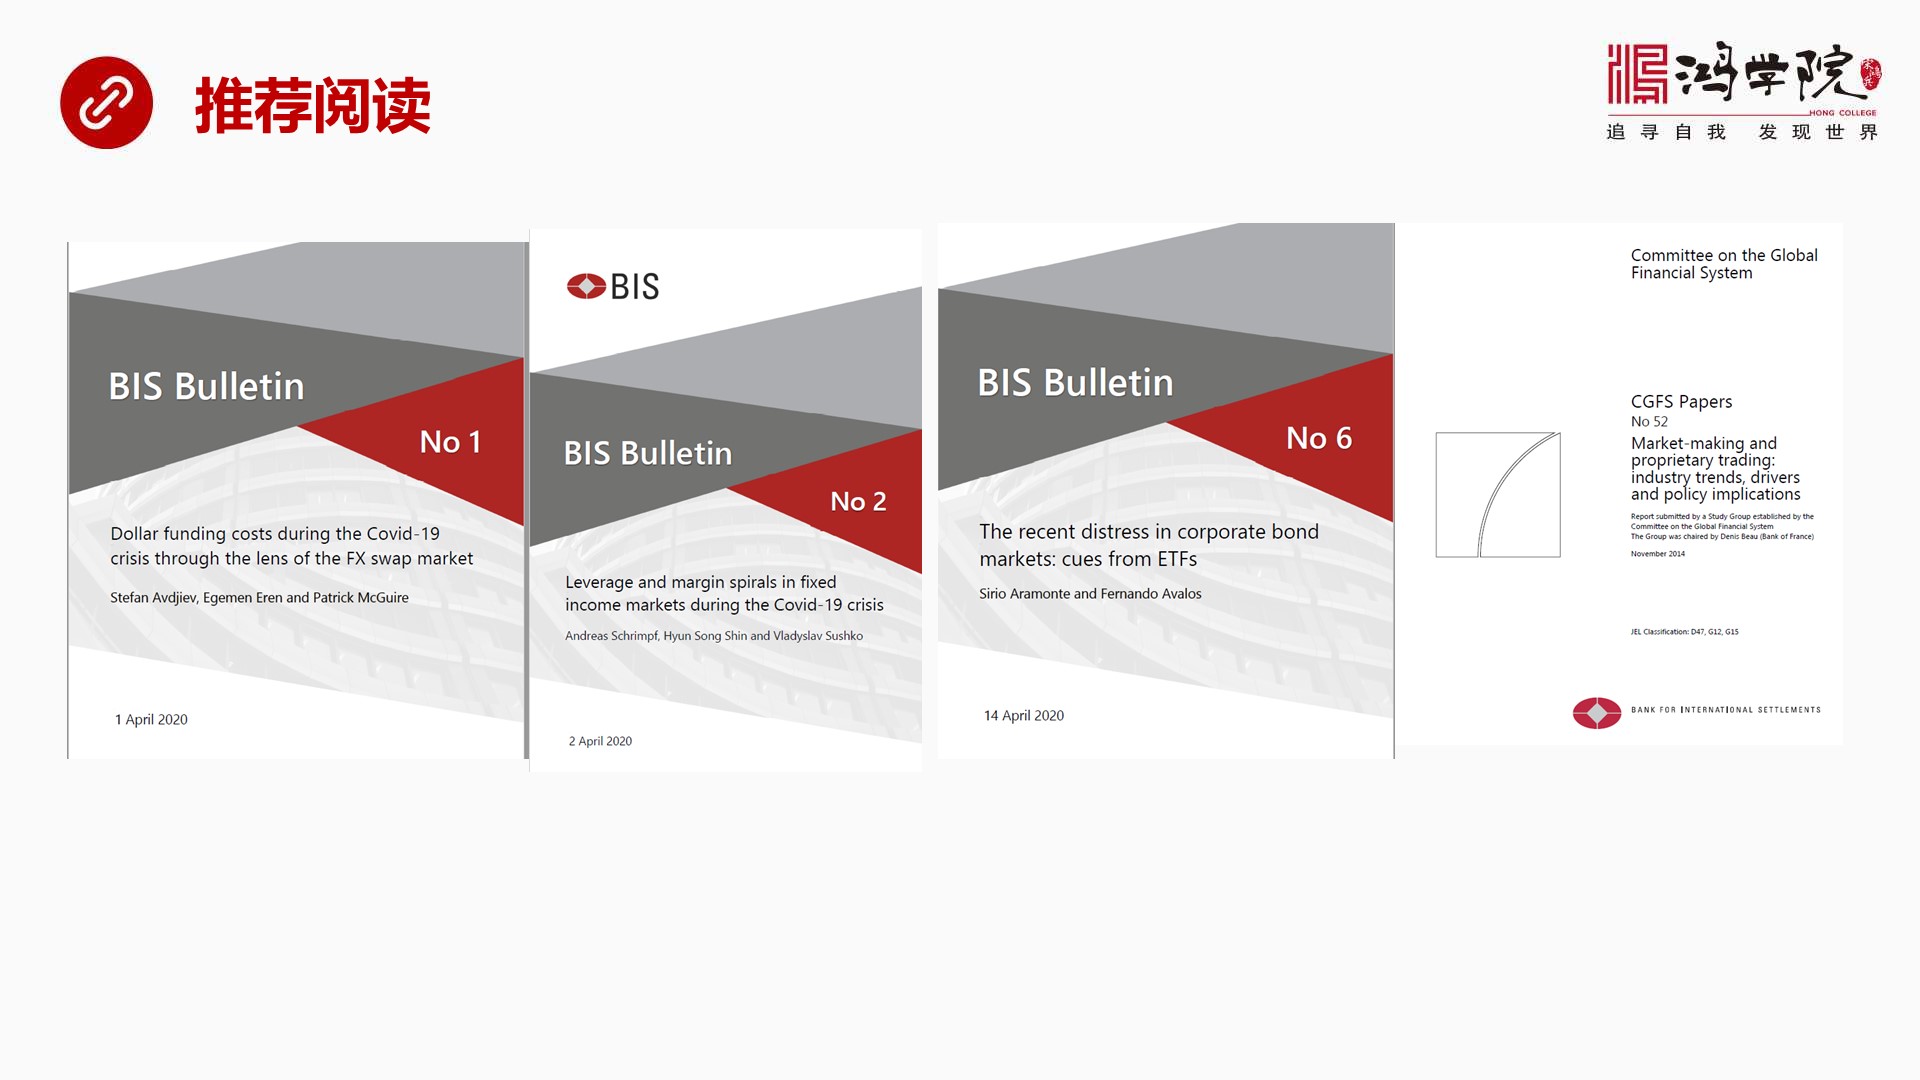 推荐阅读
鸿学院
HONG COLLEGE
追寻自我 发现世界
BIS Bulletin
No 1
Dollar funding costs during the Covid-19
crisis through the lens of the FX swap market
Stefan Avdjiev, Egemen Eren and Patrick McGuire
1 April 2020
BIS
BIS Bulletin
No 2
Leverage and margin spirals in fixed
income markets during the Covid-19 crisis
Andreas Schrimpf, Hyun Song Shin and Vladyslav Sushko
2 April 2020
BIS Bulletin
No 6
The recent distress in corporate bond
markets: cues from ETFs
Sirio Aramonte and Fernando Avalos
14 April 2020
Committee on the Global
Financial System
CGFS Papers
No 52
Market-making and
proprietary trading:
industry trends, drivers
and policy implications
Report submitted by a Study Group established by the
Committee on the Global Financial System
The Group was chaired by Denis Beau (Bank of France)
November 2014
JEL Classification: D47, G12, G15
BANK FOR INTERNATIONAL SETTLEMENTS